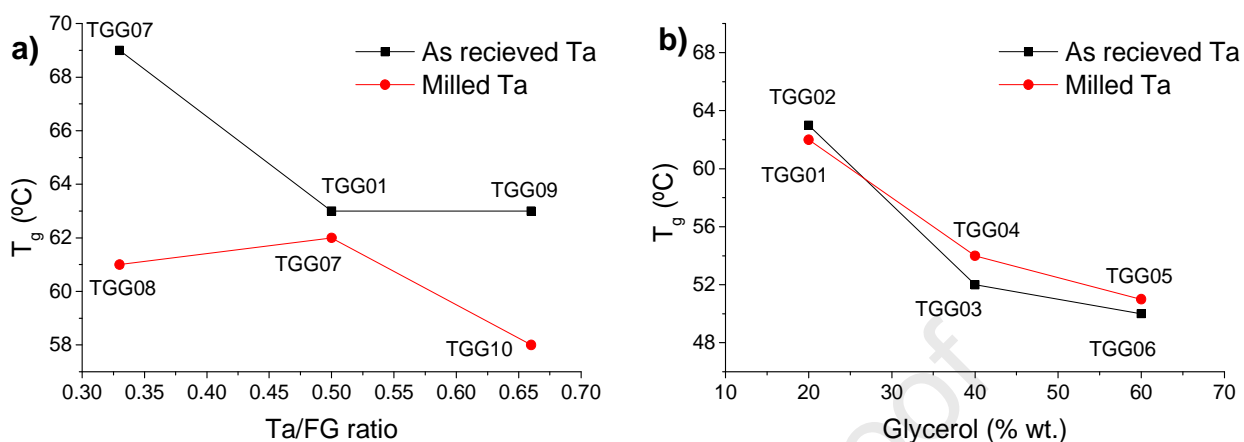 a)
TGG07
As recieved Ta
Milled Ta
TGG01
TGG09
TGG07
TGG08
TGG10
70
68
66
64
62
60
58
Tg (ºC)
0.30 0.35 0.40 0.45 0.50 0.55 0.60 0.65 0.70
Ta/FG ratio
b)
As recieved Ta
Milled Ta
TGG02
TGG01
TGG04
TGG03
TGG05
TGG06
68
64
60
56
52
48
Tg (ºC)
10 20 30 40 50 60 70
Glycerol (% wt.)
oof